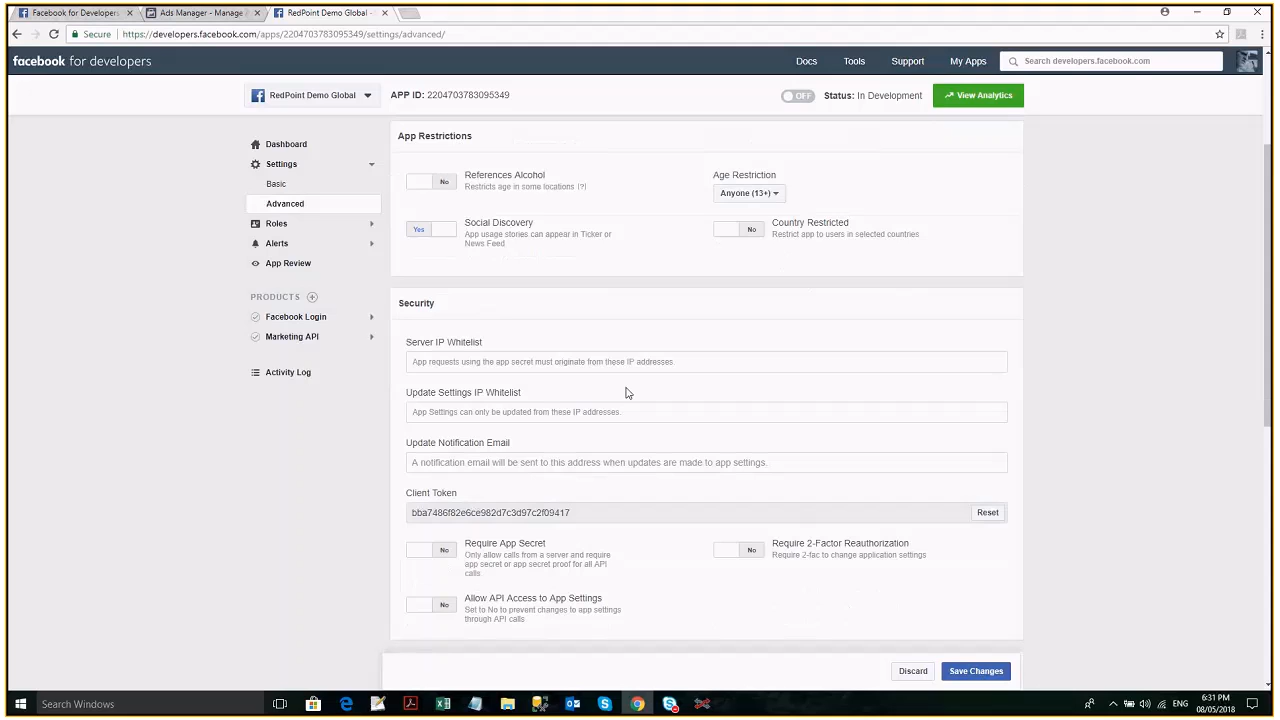 Facebook for Developers
Ads Manager - Manage
RedPoint Demo Global -
Secure
https://developers.facebook.com/apps/2204703783095349/settings/advanced/
facebook for developers
Docs
Tools
Support
My Apps
Search developers.facebook.com
RedPoint Demo Global
APP ID: 2204703783095349
OFF
Status: In Development
View Analytics
Dashboard
Settings
Basic
Advanced
Roles
Alerts
App Review
PRODUCTS
Facebook Login
Marketing API
Activity Log
App Restrictions
No
References Alcohol
Restricts age in some locations [?]
Age Restriction
Anyone (13+)
Yes
Social Discovery
App usage stories can appear in Ticker or
News Feed
No
Country Restricted
Restrict app to users in selected countries
Security
Server IP Whitelist
App requests using the app secret must originate from these IP addresses
Update Settings IP Whitelist
App Settings can only be updated from these IP addresses.
Update Notification Email
A notification email will be sent to this address when updates are made to app settings.
Client Token
bba7486f82e6ce982d7c3d97c2f09417
Reset
No
Require App Secret
Only allow calls from a server and require
app secret or app secret proof for all API
calls.
No
Require 2-Factor Reauthorization
Require 2-fac to change application settings
No
Allow API Access to App Settings
Set to No to prevent changes to app settings
through API calls
Discard
Save Changes
Search Windows
ENG
6:31 PM
08/05/2018